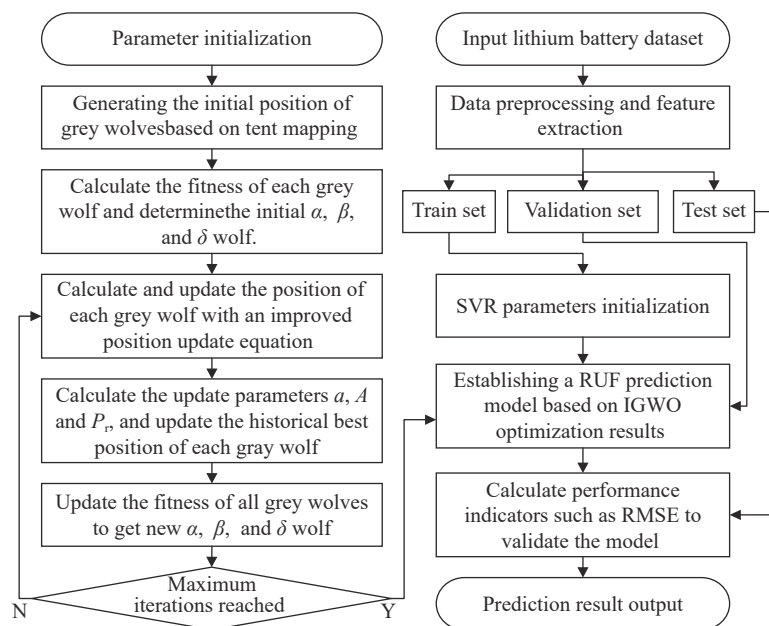 Parameter initialization
Generating the initial position of
grey wolvesbased on tent mapping
Calculate the fitness of each grey
wolf and determinethe initial α, β,
and δ wolf.
Calculate and update the position of
each grey wolf with an improved
position update equation
Calculate the update parameters a, A
and Pr, and update the historical best
position of each gray wolf
Update the fitness of all grey wolves
to get new α, β, and δ wolf
Maximum
iterations reached
N
Y
Input lithium battery dataset
Data preprocessing and feature
extraction
Train set
Validation set
Test set
SVR parameters initialization
Establishing a RUF prediction
model based on IGWO
optimization results
Calculate performance
indicators such as RMSE to
validate the model
Prediction result output